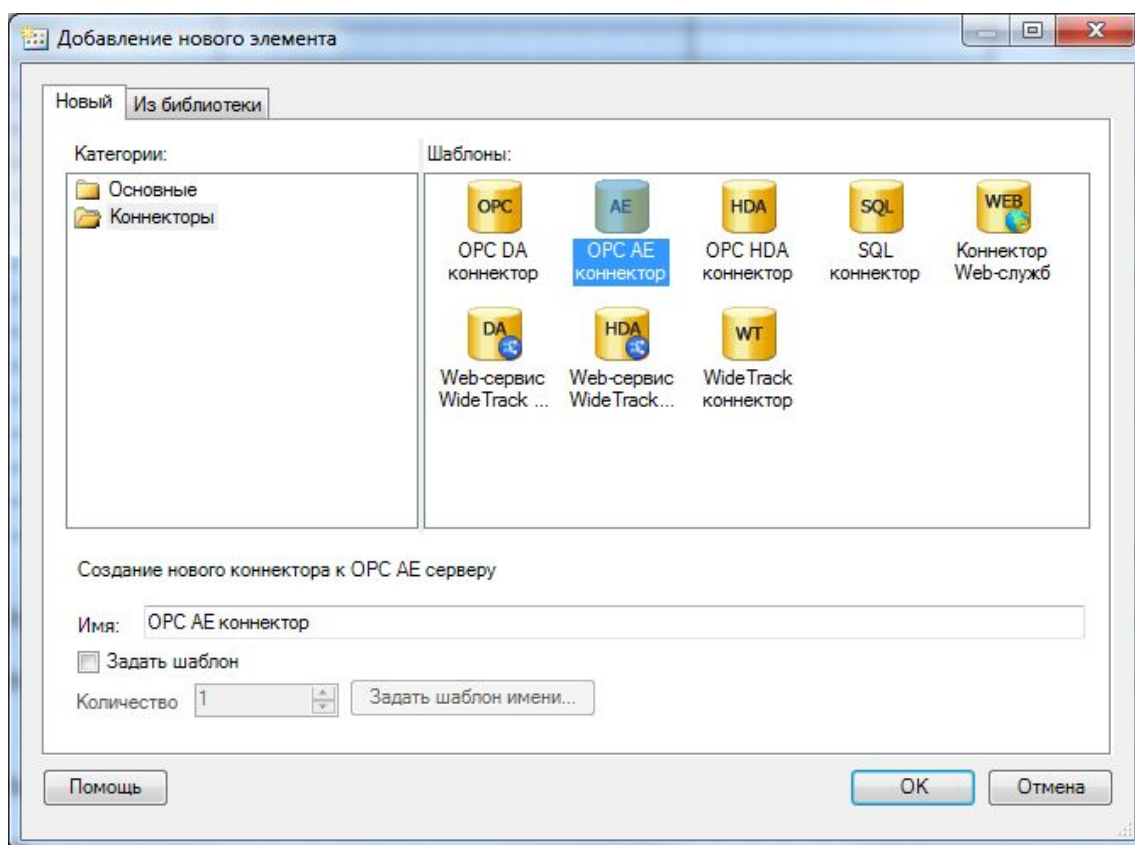 Добавление нового элемента
Новый
Из библиотеки
Категории:
Шаблоны:
Основные
Коннекторы
OPC
AE
HDA
SQL
WEB
OPC DA
коннектор
OPC AE
коннектор
OPC HDA
коннектор
SQL
коннектор
Коннектор
Web-служб
DA
HDA
WT
Web-сервис
WideTrack ...
Web-сервис
WideTrack...
WideTrack
коннектор
Создание нового коннектора к OPC AE серверу
Имя:
OPC AE коннектор
Задать шаблон
Количество
1
Задать шаблон имени...
Помощь
OK
Отмена